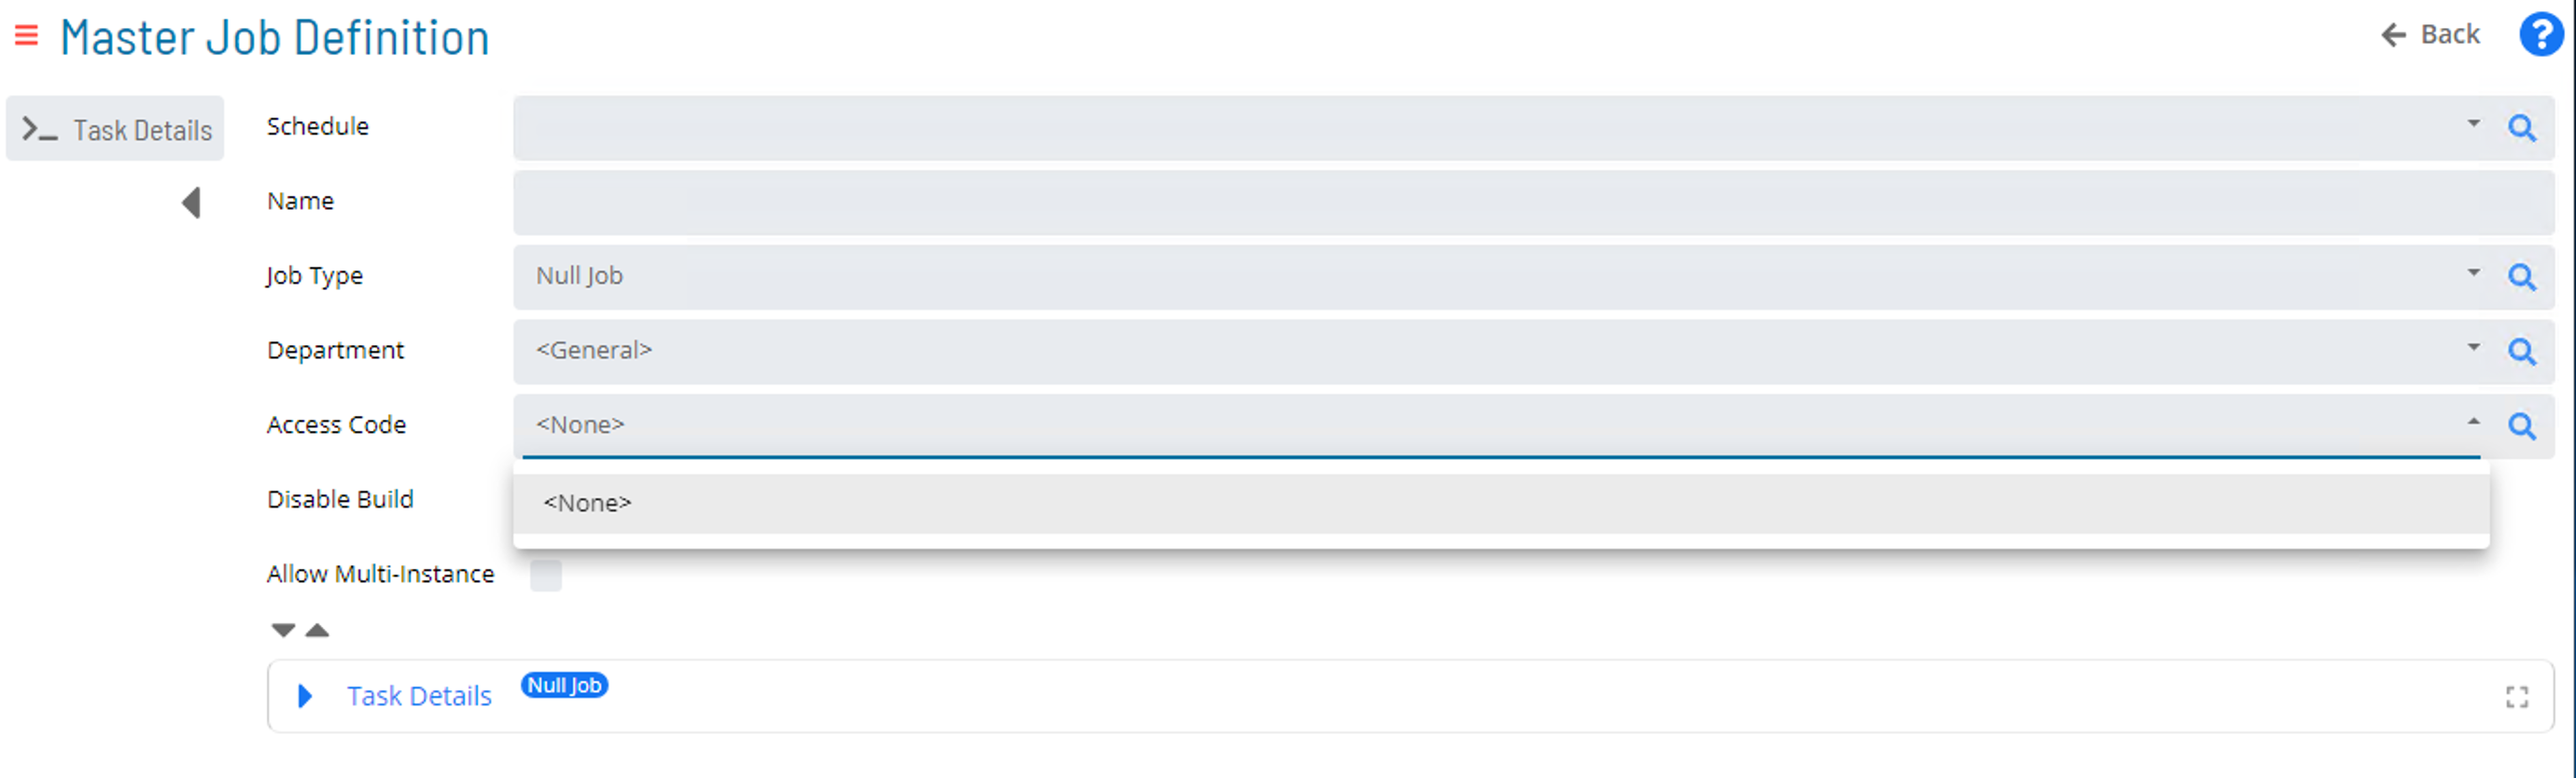 Master Job Definition
Back
?
Task Details
Schedule
Name
Job Type
Null Job
Department
<General>
Access Code
<None>
<None>
Disable Build
Allow Multi-Instance
Task Details
Null Job